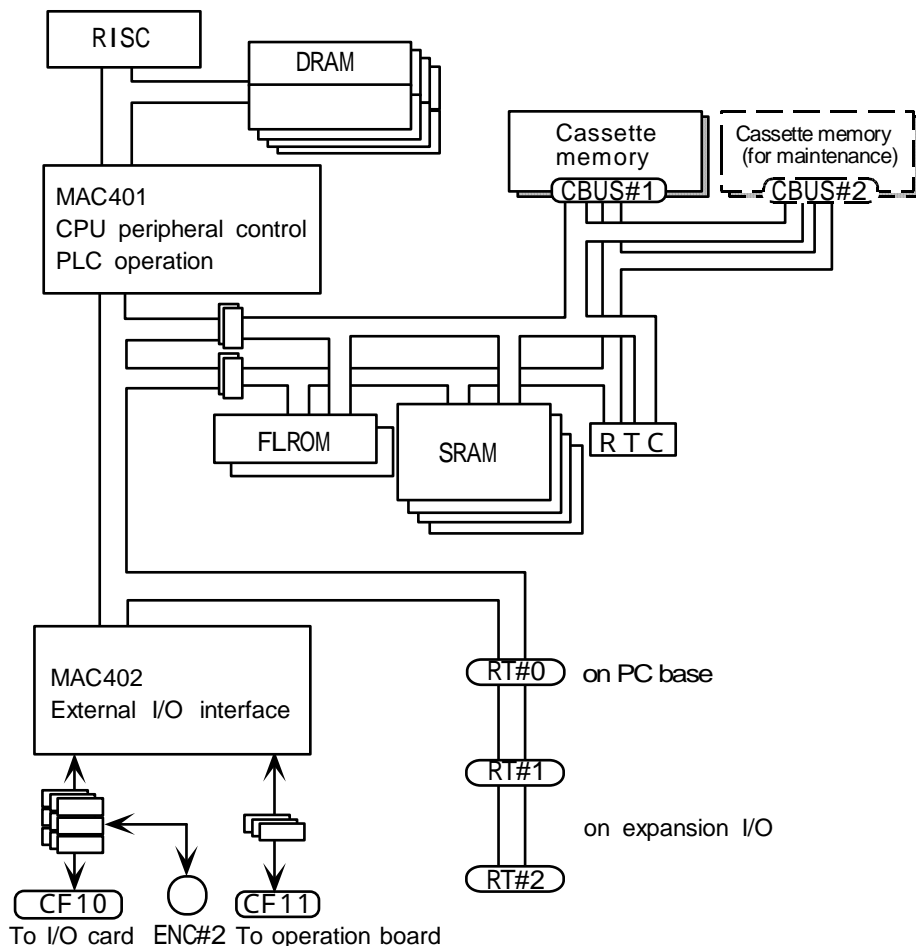 RISC
DRAM
Cassette
memory
CBUS#1
Cassette memory
(for maintenance)
CBUS#2
MAC401
CPU peripheral control
PLC operation
FLROM
SRAM
RTC
MAC402
External I/O interface
RT#0
on PC base
RT#1
on expansion I/O
RT#2
CF10
CF11
To I/O card
ENC#2
To operation board